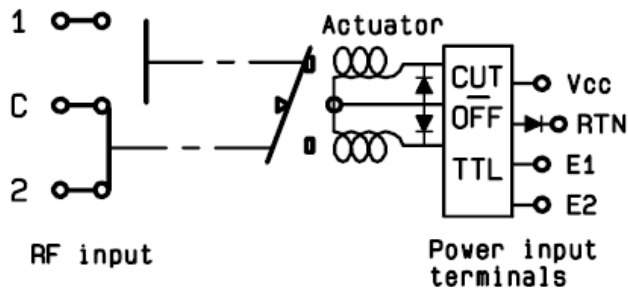 1
Actuator
CUT
OFF
TTL
Vcc
C
RTN
E1
2
E2
RF input
Power input
terminals